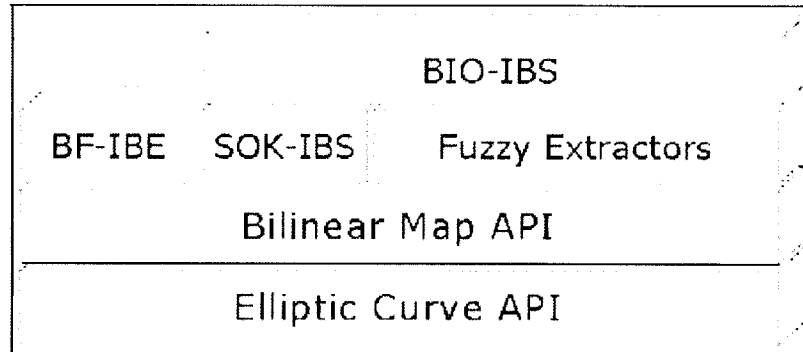 BIO-IBS
BF-IBE SOK-IBS Fuzzy Extractors
Bilinear Map API
Elliptic Curve API